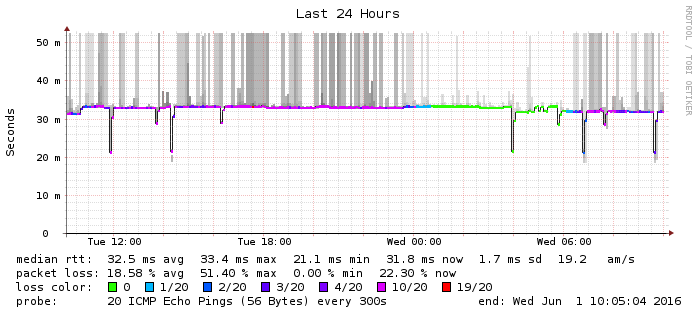 Last 24 Hours
RRDTOOL / TOBI OETIKER
Seconds
50 m
40 m
30 m
20 m
10 m
0
Tue 12:00 Tue 18:00 Wed 00:00 Wed 06:00
median rtt: 32.5 ms avg 33.4 ms max 21.1 ms min 31.8 ms now 1.7 ms sd 19.2 am/s
packet loss: 18.58 % avg 51.40 % max 0.00 % min 22.30 % now
loss color: 0 1/20 2/20 3/20 4/20 10/20 19/20
probe: 20 ICMP Echo Pings (56 Bytes) every 300s end: Wed Jun 1 10:05:04 2016